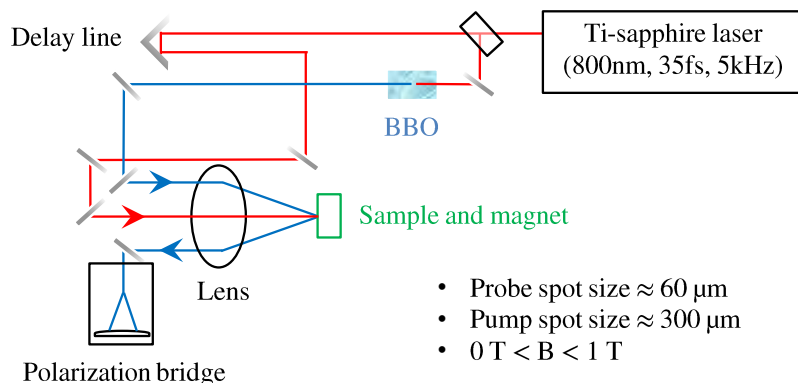 Delay line
Ti-sapphire laser
(800nm, 35fs, 5kHz)
BBO
Sample and magnet
Lens
• Probe spot size ≈ 60 μm
• Pump spot size ≈ 300 μm
• 0 T < B < 1 T
Polarization bridge